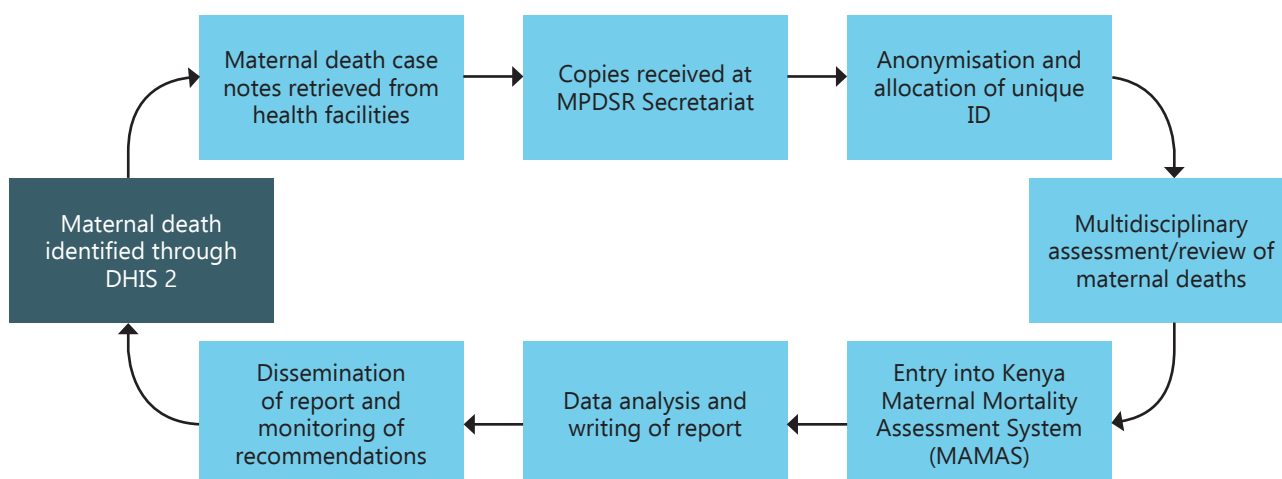 Maternal death identified through
DHIS 2
Maternal death case
notes retrieved from
health facilities
Copies received at
MPDSR Secretariat
Anonymisation and
allocation of unique
ID
Multidisciplinary
assessment/review of
maternal deaths
Entry into Kenya
Maternal Mortality
Assessment System
(MAMAS)
Data analysis and
writing of report
Dissemination
of report and
monitoring of
recommendations